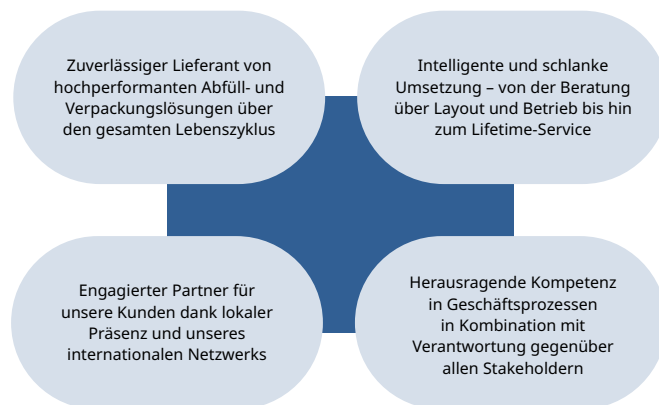 Zuverlässiger Lieferant von
hochperformanten Abfüll- und
Verpackungslösungen über
den gesamten Lebenszyklus
Intelligente und schlanke
Umsetzung – von der Beratung
über Layout und Betrieb bis hin
zum Lifetime-Service
Engagierter Partner für
unsere Kunden dank lokaler
Präsenz und unseres
internationalen Netzwerks
Herausragende Kompetenz
in Geschäftsprozessen
in Kombination mit
Verantwortung gegenüber
allen Stakeholdern